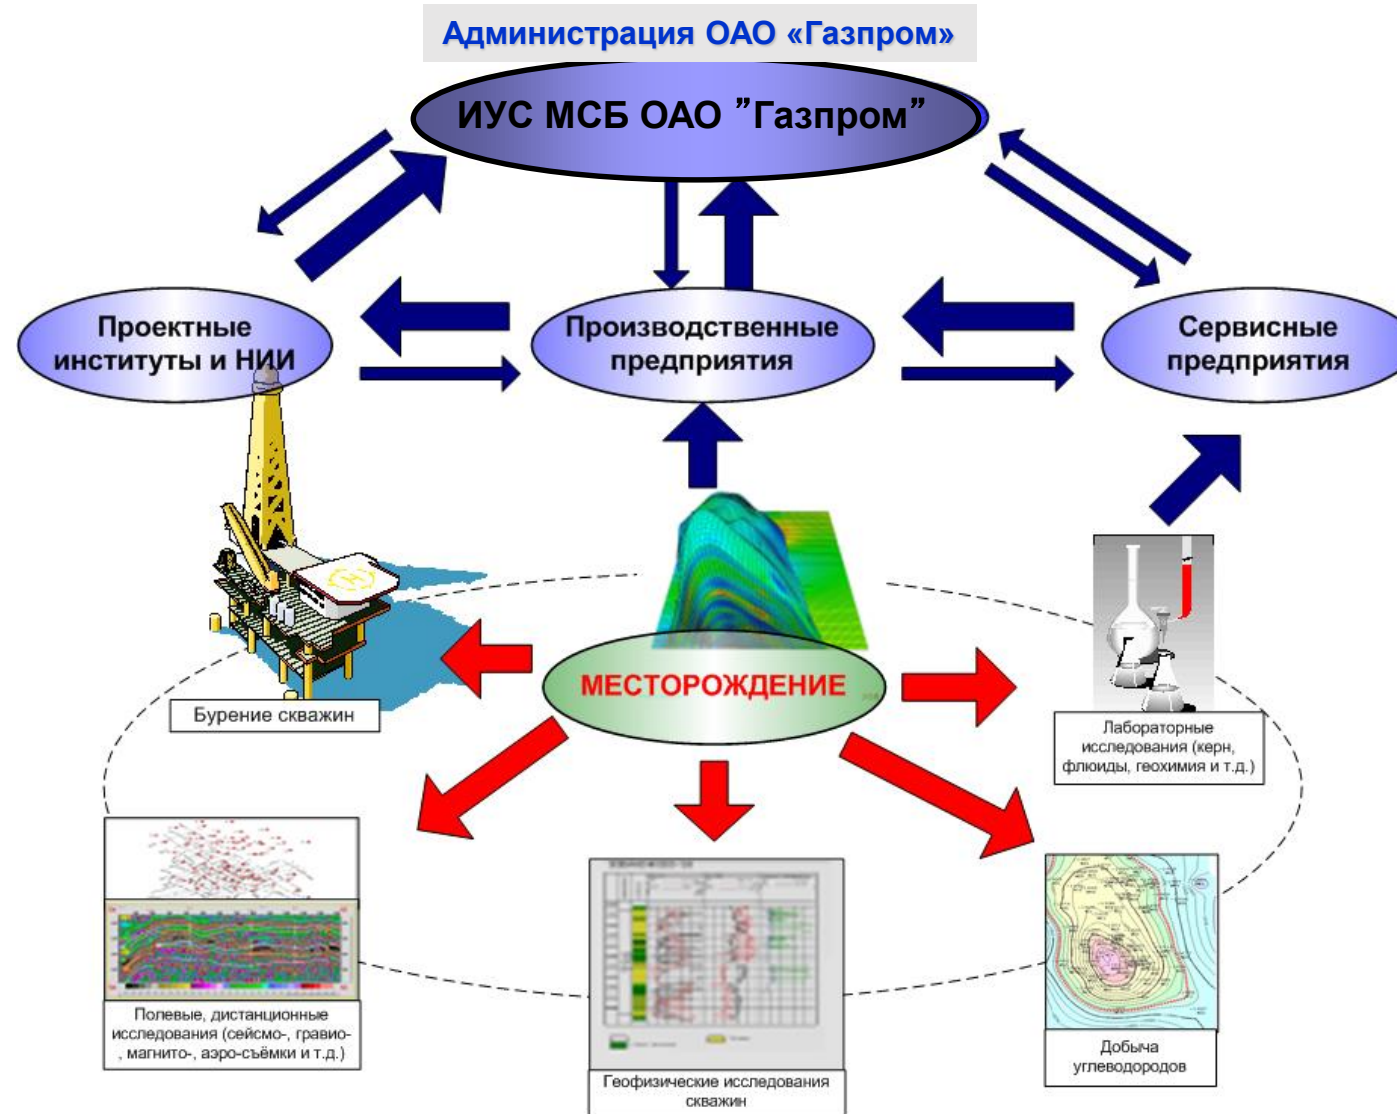 Администрация ОАО «Газпром»
ИУС МСБ ОАО ”Газпром”
Проектные
институты и НИИ
Производственные
предприятия
Сервисные
предприятия
МЕСТОРОЖДЕНИЕ
Бурение скважин
Лабораторные
исследования (керн,
флюиды, геохимия и т.д.)
Полевые, дистанционные
исследования (сейсмо-, гравио-
, магнито-, аэро-съёмки и т.д.)
Геофизические исследования
скважин
Добыча
углеводородов